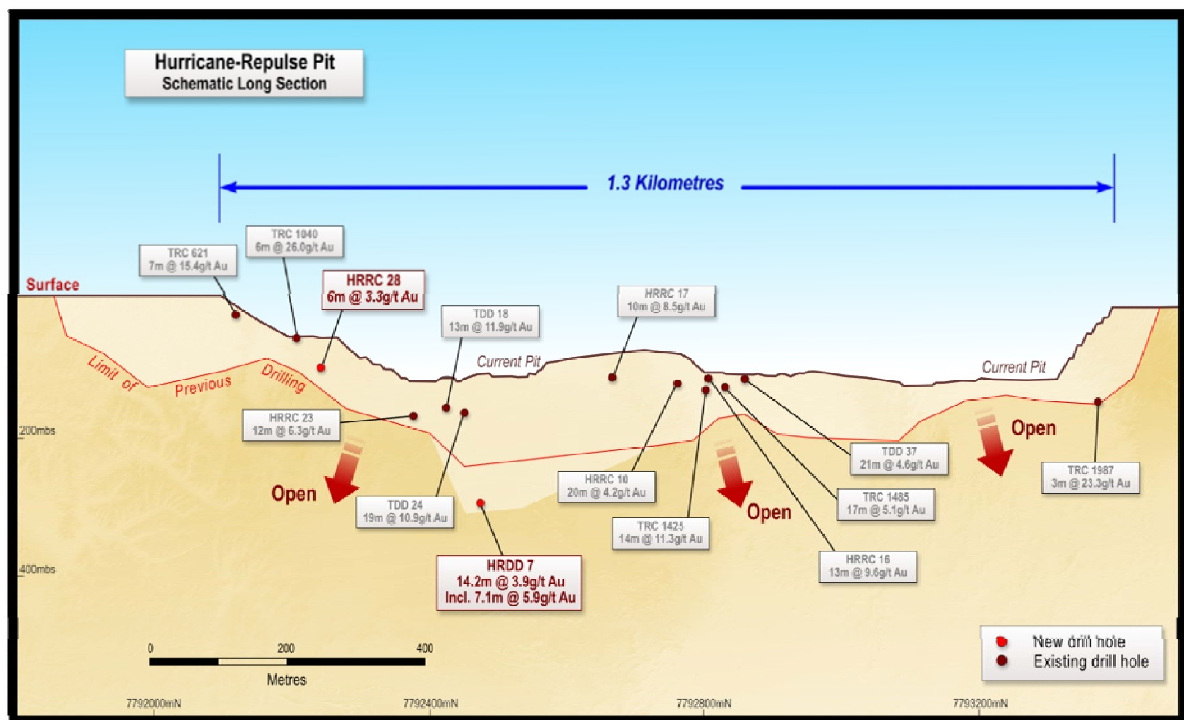 Hurricane-Repulse Pit
Schematic Long Section
1.3 Kilometres
TRC 621
7m @ 15.4g/t Au
TRC 1040
6m @ 26.0g/t Au
HRRC 28
6m @ 3.3g/t Au
Surface
TDD 18
13m @ 11.9g/t Au
HRRC 17
10m @ 8.5g/t Au
Current Pit
Current Pit
Limit of
Previous
Drilling
HRRC 23
12m @ 6.3g/t Au
200mbs
Open
TDD 24
19m @ 10.9g/t Au
HRRC 10
20m @ 4.2g/t Au
TRC 1425
14m @ 11.3g/t Au
Open
TDD 37
21m @ 4.6g/t Au
TRC 1485
17m @ 5.1g/t Au
HRRC 16
13m @ 9.6g/t Au
Open
TRC 1987
3m @ 23.3g/t Au
HRDD 7
14.2m @ 3.9g/t Au
Incl. 7.1m @ 5.9g/t Au
400mbs
0 200 400
Metres
New drill hole
Existing drill hole
7792000mN 7792400mN 7792800mN 7793200mN